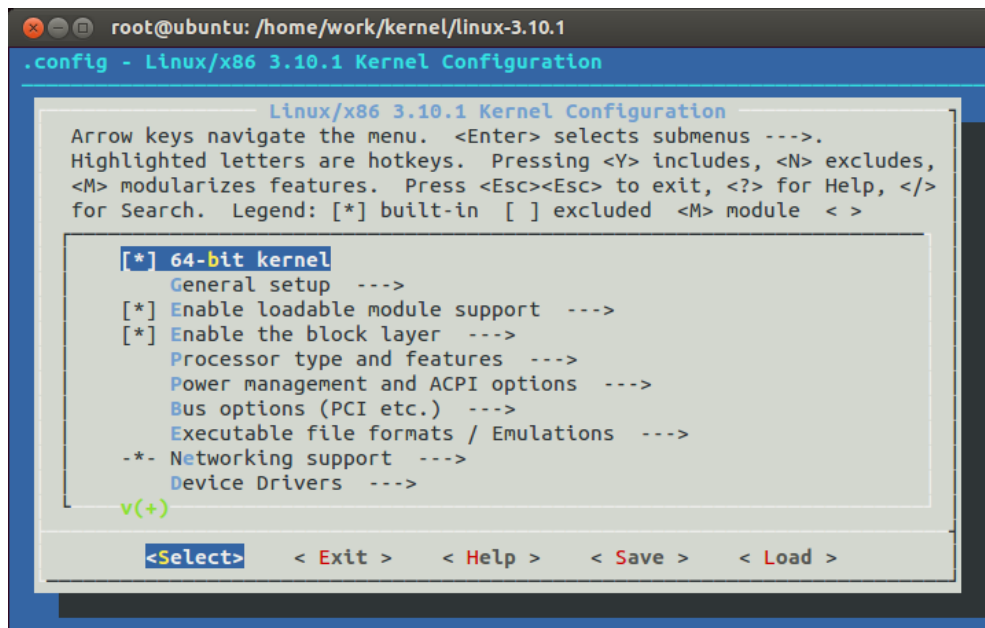 root@ubuntu: /home/work/kernel/linux-3.10.1
.config - Linux/x86 3.10.1 Kernel Configuration
Linux/x86 3.10.1 Kernel Configuration
Arrow keys navigate the menu.  <Enter> selects submenus --->.
Highlighted letters are hotkeys.  Pressing <Y> includes, <N> excludes,
<M> modularizes features.  Press <Esc><Esc> to exit, <?> for Help, </>
for Search.  Legend: [*] built-in  [ ] excluded  <M> module  < >
[*] 64-bit kernel
General setup  --->
[*] Enable loadable module support  --->
[*] Enable the block layer  --->
Processor type and features  --->
Power management and ACPI options  --->
Bus options (PCI etc.)  --->
Executable file formats / Emulations  --->
-*- Networking support  --->
Device Drivers  --->
v(+)
<Select>    < Exit >    < Help >    < Save >    < Load >